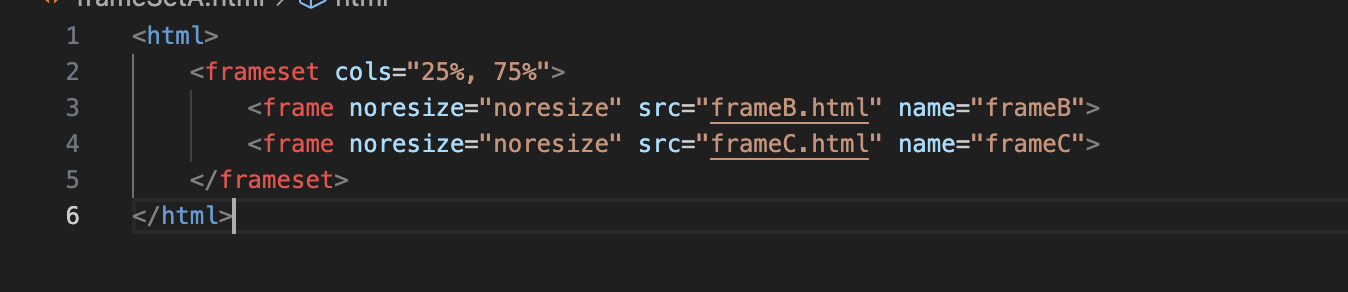 frameSetA.html > html
1 <html>
2 <frameset cols="25%, 75%">
3 <frame noresize="noresize" src="frameB.html" name="frameB">
4 <frame noresize="noresize" src="frameC.html" name="frameC">
5 </frameset>
6 </html>